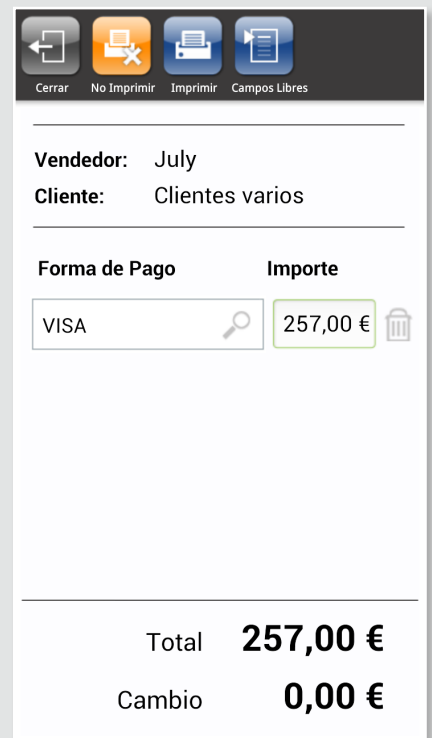 Cerrar No Imprimir Imprimir Campos Libres
Vendedor: July
Cliente: Clientes varios
Forma de Pago Importe
VISA 257,00 €
Total 257,00 €
Cambio 0,00 €